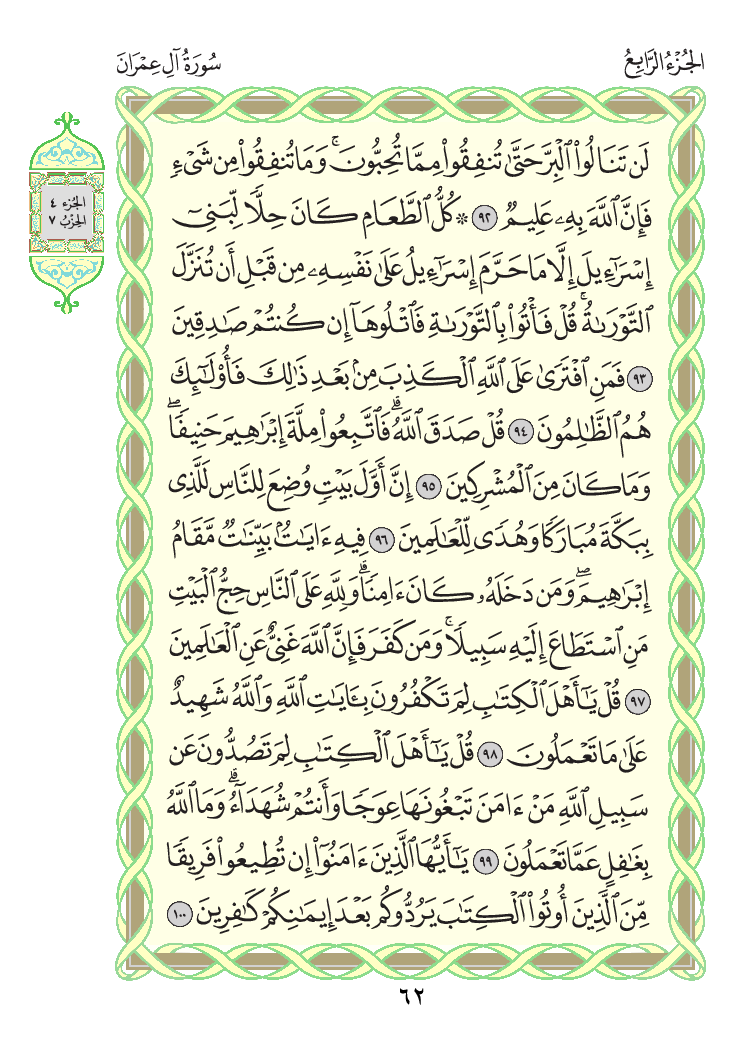 الجُزْءُ الرَّابِعُ
سُورَةُ آلِ عِمْرَانَ
الجُزء ٤
الحِزْبُ ٧
لَن تَنَالُوا۟ ٱلْبِرَّ حَتَّىٰ تُنفِقُوا۟ مِمَّا تُحِبُّونَ ۚ وَمَا تُنفِقُوا۟ مِن شَىْءٍ
فَإِنَّ ٱللَّهَ بِهِۦ عَلِيمٌ ٩٢ ۞ كُلُّ ٱلطَّعَامِ كَانَ حِلًّا لِّبَنِىٓ
إِسْرَٰٓءِيلَ إِلَّا مَا حَرَّمَ إِسْرَٰٓءِيلُ عَلَىٰ نَفْسِهِۦ مِن قَبْلِ أَن تُنَزَّلَ
ٱلتَّوْرَىٰةُ ۗ قُلْ فَأْتُوا۟ بِٱلتَّوْرَىٰةِ فَٱتْلُوهَآ إِن كُنتُمْ صَٰدِقِينَ
٩٣ فَمَنِ ٱفْتَرَىٰ عَلَى ٱللَّهِ ٱلْكَذِبَ مِنۢ بَعْدِ ذَٰلِكَ فَأُو۟لَٰٓئِكَ
هُمُ ٱلظَّٰلِمُونَ ٩٤ قُلْ صَدَقَ ٱللَّهُ ۗ فَٱتَّبِعُوا۟ مِلَّةَ إِبْرَٰهِيمَ حَنِيفًا ۖ
وَمَا كَانَ مِنَ ٱلْمُشْرِكِينَ ٩٥ إِنَّ أَوَّلَ بَيْتٍ وُضِعَ لِلنَّاسِ لَلَّذِى
بِبَكَّةَ مُبَارَكًا وَهُدًى لِّلْعَٰلَمِينَ ٩٦ فِيهِ ءَايَٰتٌۢ بَيِّنَٰتٌ مَّقَامُ
إِبْرَٰهِيمَ ۖ وَمَن دَخَلَهُۥ كَانَ ءَامِنًا ۗ وَلِلَّهِ عَلَى ٱلنَّاسِ حِجُّ ٱلْبَيْتِ
مَنِ ٱسْتَطَاعَ إِلَيْهِ سَبِيلًا ۚ وَمَن كَفَرَ فَإِنَّ ٱللَّهَ غَنِىٌّ عَنِ ٱلْعَٰلَمِينَ
٩٧ قُلْ يَٰٓأَهْلَ ٱلْكِتَٰبِ لِمَ تَكْفُرُونَ بِـَٔايَٰتِ ٱللَّهِ وَٱللَّهُ شَهِيدٌ
عَلَىٰ مَا تَعْمَلُونَ ٩٨ قُلْ يَٰٓأَهْلَ ٱلْكِتَٰبِ لِمَ تَصُدُّونَ عَن
سَبِيلِ ٱللَّهِ مَنْ ءَامَنَ تَبْغُونَهَا عِوَجًا وَأَنتُمْ شُهَدَآءُ ۗ وَمَا ٱللَّهُ
بِغَٰفِلٍ عَمَّا تَعْمَلُونَ ٩٩ يَٰٓأَيُّهَا ٱلَّذِينَ ءَامَنُوٓا۟ إِن تُطِيعُوا۟ فَرِيقًا
مِّنَ ٱلَّذِينَ أُوتُوا۟ ٱلْكِتَٰبَ يَرُدُّوكُم بَعْدَ إِيمَٰنِكُمْ كَٰفِرِينَ ١٠٠
٦٢